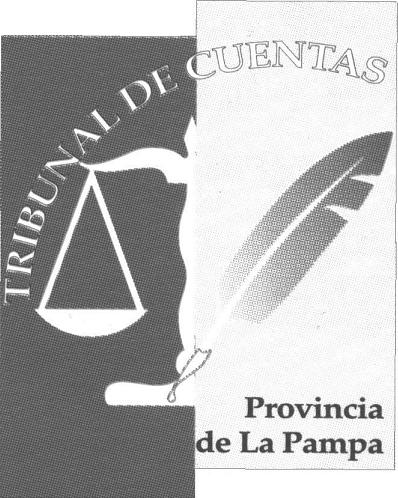 TRIBUNAL DE CUENTAS
Provincia
de La Pampa